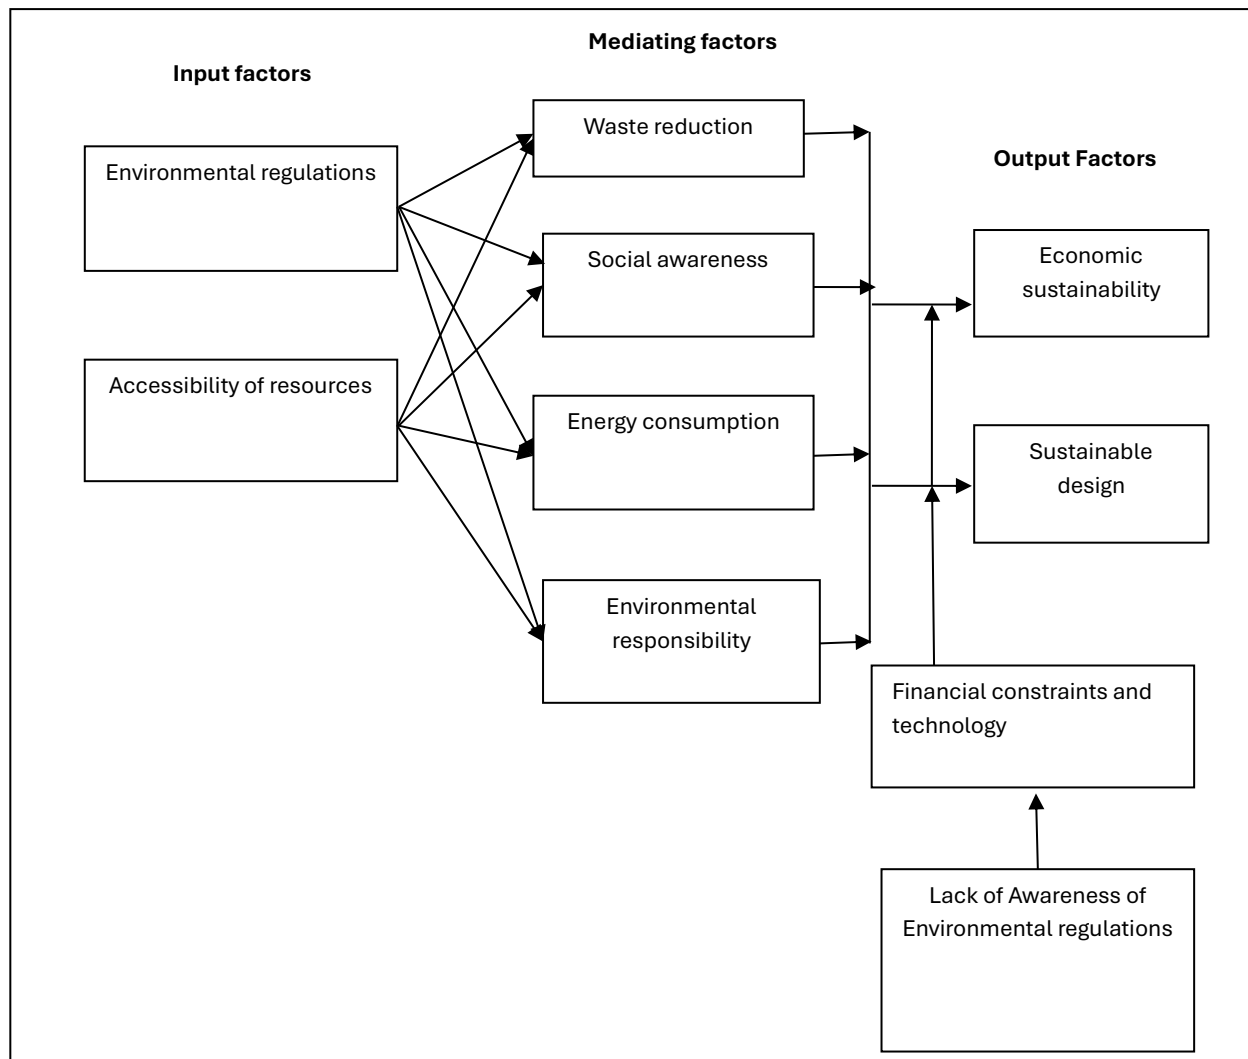 Mediating factors
Input factors
Waste reduction
Output Factors
Environmental regulations
Social awareness
Economic
sustainability
Accessibility of resources
Energy consumption
Sustainable
design
Environmental
responsibility
Financial constraints and
technology
Lack of Awareness of
Environmental regulations